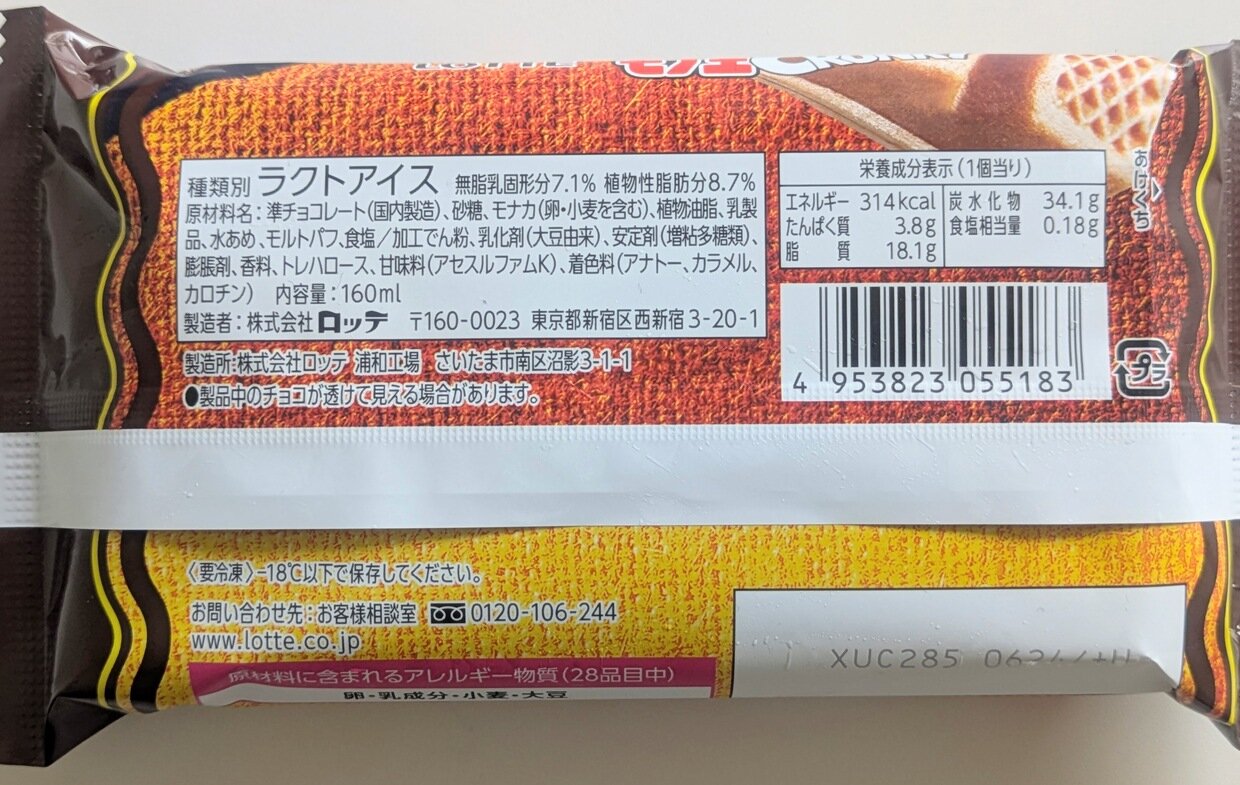 LOTTE モナ王 CRUNKY
種類別 ラクトアイス 無脂乳固形分7.1% 植物性脂肪分8.7%
原材料名:準チョコレート(国内製造)、砂糖、モナカ(卵・小麦を含む)、植物油脂、乳製
品、水あめ、モルトパフ、食塩/加工でん粉、乳化剤(大豆由来)、安定剤(増粘多糖類)、
膨脹剤、香料、トレハロース、甘味料(アセスルファムK)、着色料(アナトー、カラメル、
カロチン) 内容量:160ml
製造者:株式会社ロッテ 〒160-0023 東京都新宿区西新宿3-20-1
製造所:株式会社ロッテ 浦和工場 さいたま市南区沼影3-1-1
●製品中のチョコが透けて見える場合があります。
栄養成分表示(1個当り)
エネルギー 314kcal 炭水化物 34.1g
たんぱく質 3.8g 食塩相当量 0.18g
脂質 18.1g
あけくち
4 953823 055183
プラ
〈要冷凍〉-18℃以下で保存してください。
お問い合わせ先:お客様相談室 0120-106-244
www.lotte.co.jp
原材料に含まれるアレルギー物質(28品目中)
卵・乳成分・小麦・大豆
XUC285